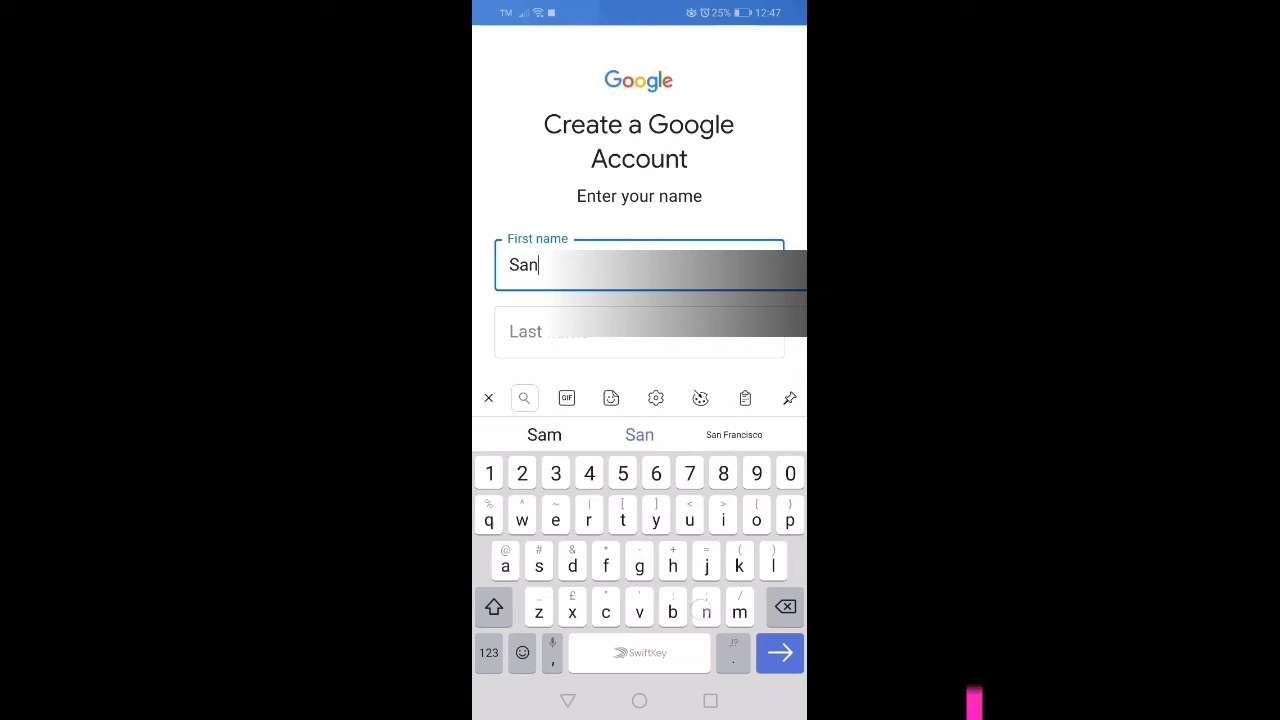 TM 25% 12:47
Google
Create a Google
Account
Enter your name
First name
San
Last
GIF
Sam San San Francisco
1 2 3 4 5 6 7 8 9 0
% ^ ~ | [ ] < > { }
q w e r t y u i o p
@ # & * - + = ( )
a s d f g h j k l
_ £ " ' : ; /
z x c v b n m
123 , SwiftKey .!? .